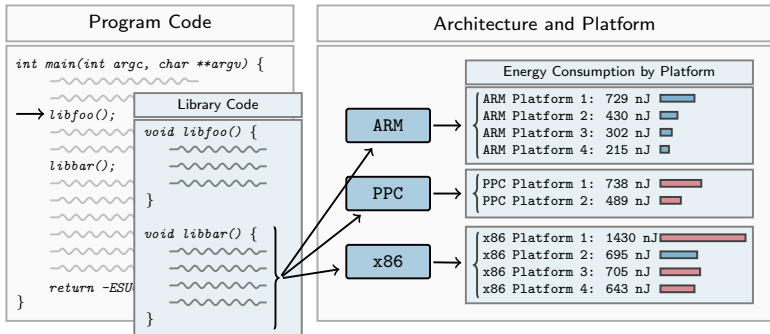 Program Code
int main(int argc, char **argv) {
libfoo();
libbar();
return -ESU
}
Library Code
void libfoo() {
}
void libbar() {
}
Architecture and Platform
ARM
PPC
x86
Energy Consumption by Platform
ARM Platform 1: 729 nJ
ARM Platform 2: 430 nJ
ARM Platform 3: 302 nJ
ARM Platform 4: 215 nJ
PPC Platform 1: 738 nJ
PPC Platform 2: 489 nJ
x86 Platform 1: 1430 nJ
x86 Platform 2: 695 nJ
x86 Platform 3: 705 nJ
x86 Platform 4: 643 nJ